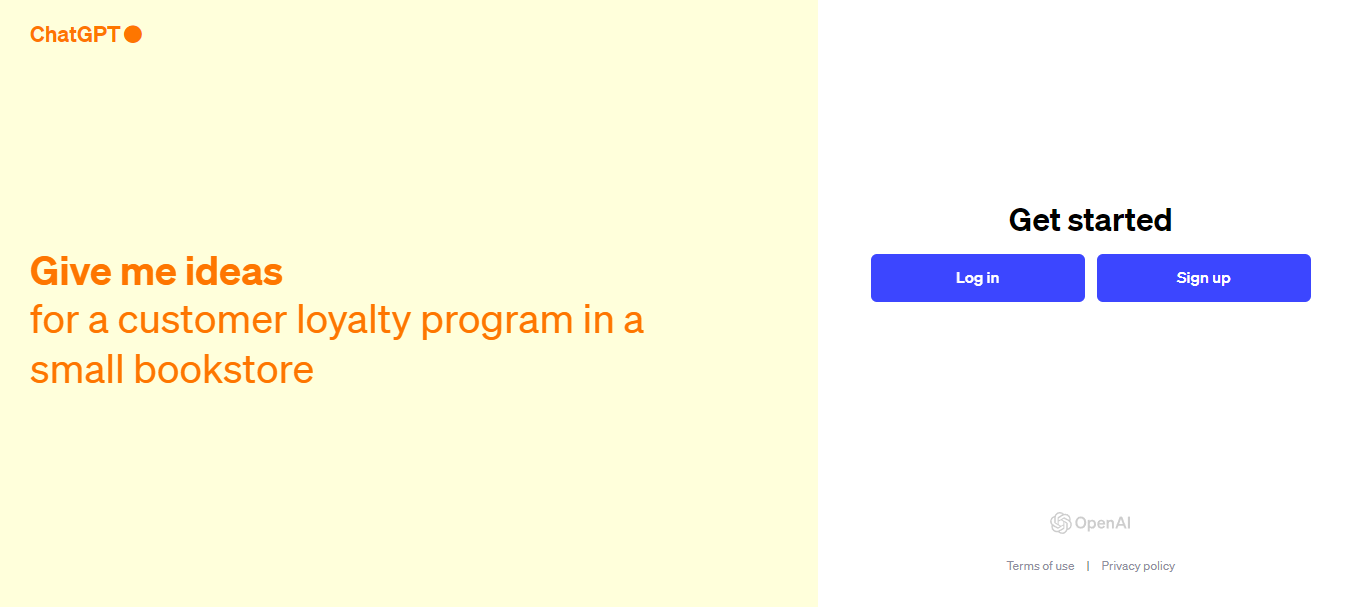 ChatGPT
Give me ideas
for a customer loyalty program in a
small bookstore
Get started
Log in
Sign up
OpenAI
Terms of use | Privacy policy